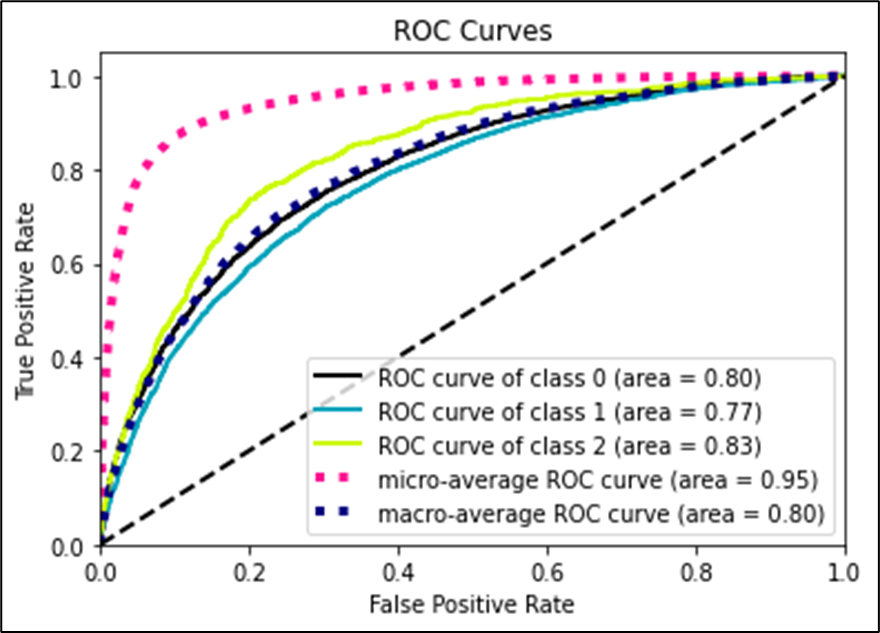 ROC Curves
True Positive Rate
1.0
0.8
0.6
0.4
0.2
0.0
ROC curve of class 0 (area = 0.80)
ROC curve of class 1 (area = 0.77)
ROC curve of class 2 (area = 0.83)
micro-average ROC curve (area = 0.95)
macro-average ROC curve (area = 0.80)
0.0 0.2 0.4 0.6 0.8 1.0
False Positive Rate